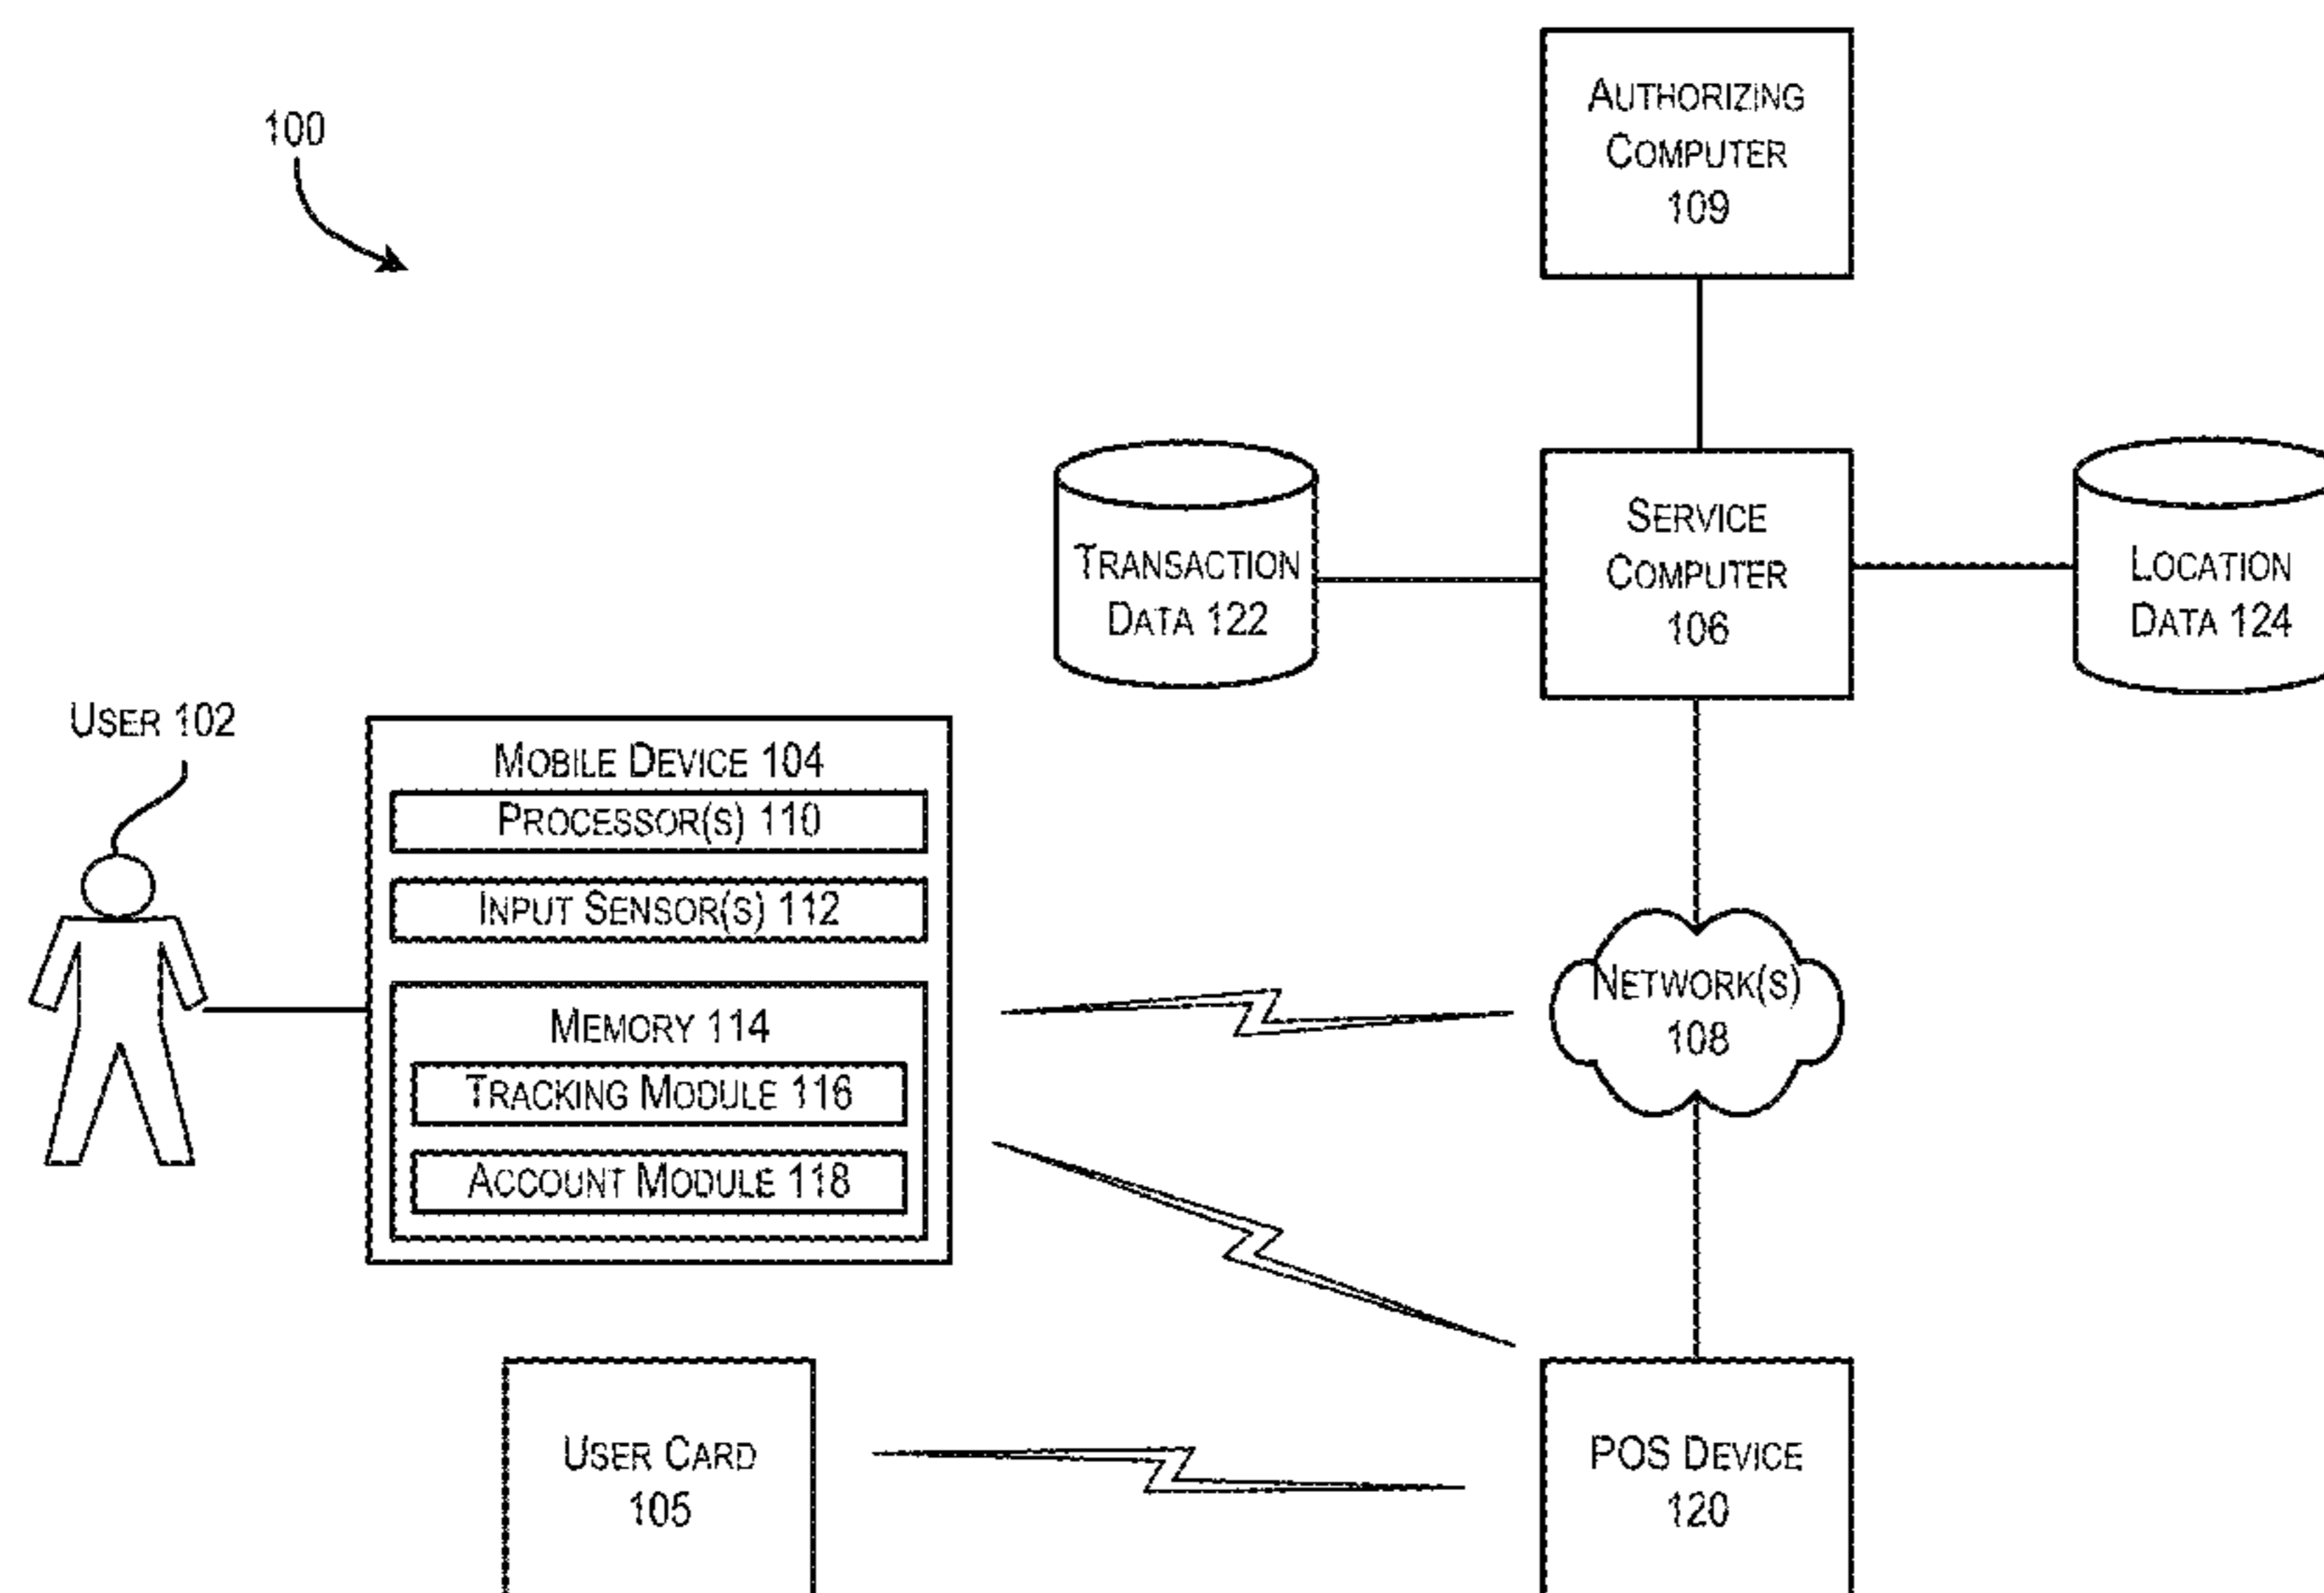 100
AUTHORIZING
COMPUTER
109
TRANSACTION
DATA 122
SERVICE
COMPUTER
106
LOCATION
DATA 124
USER 102
MOBILE DEVICE 104
PROCESSOR(S) 110
INPUT SENSOR(S) 112
MEMORY 114
TRACKING MODULE 116
ACCOUNT MODULE 118
NETWORK(S)
108
USER CARD
105
POS DEVICE
120